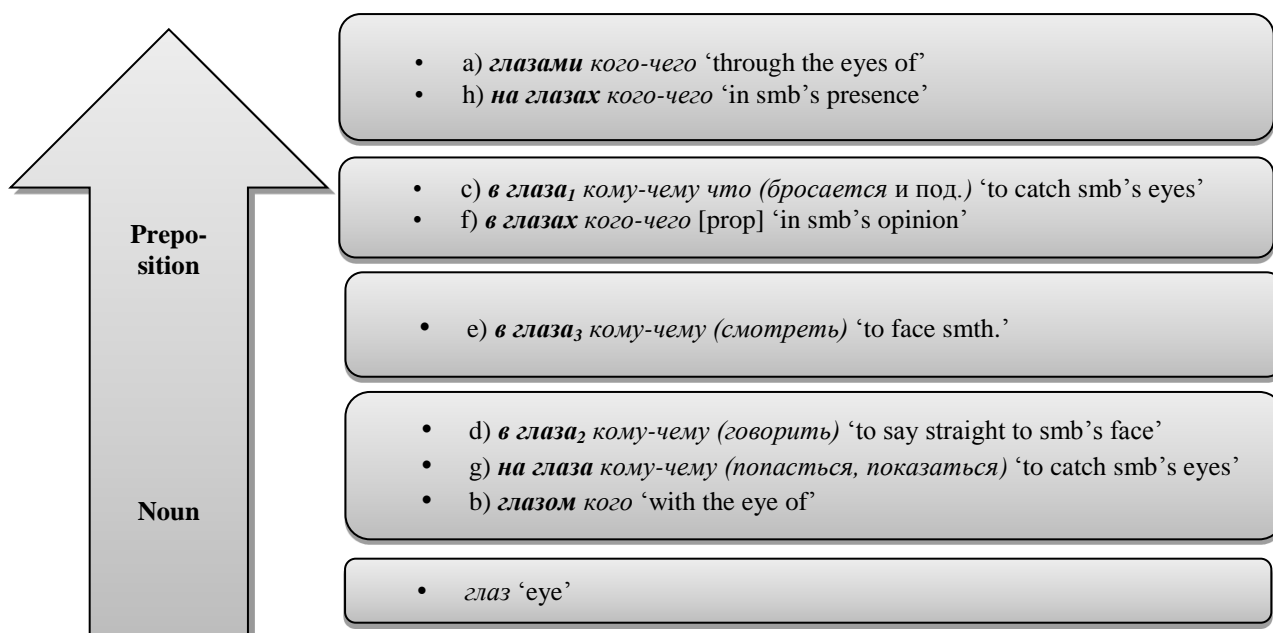 • a) глазами кого-чего ‘through the eyes of’
• h) на глазах кого-чего ‘in smb’s presence’
• c) в глаза1 кому-чему что (бросается и под.) ‘to catch smb’s eyes’
• f) в глазах кого-чего [prop] ‘in smb’s opinion’
Prepo-
sition
• e) в глаза3 кому-чему (смотреть) ‘to face smth.’
• d) в глаза2 кому-чему (говорить) ‘to say straight to smb’s face’
• g) на глаза кому-чему (попасться, показаться) ‘to catch smb’s eyes’
• b) глазом кого ‘with the eye of’
Noun
• глаз ‘eye’